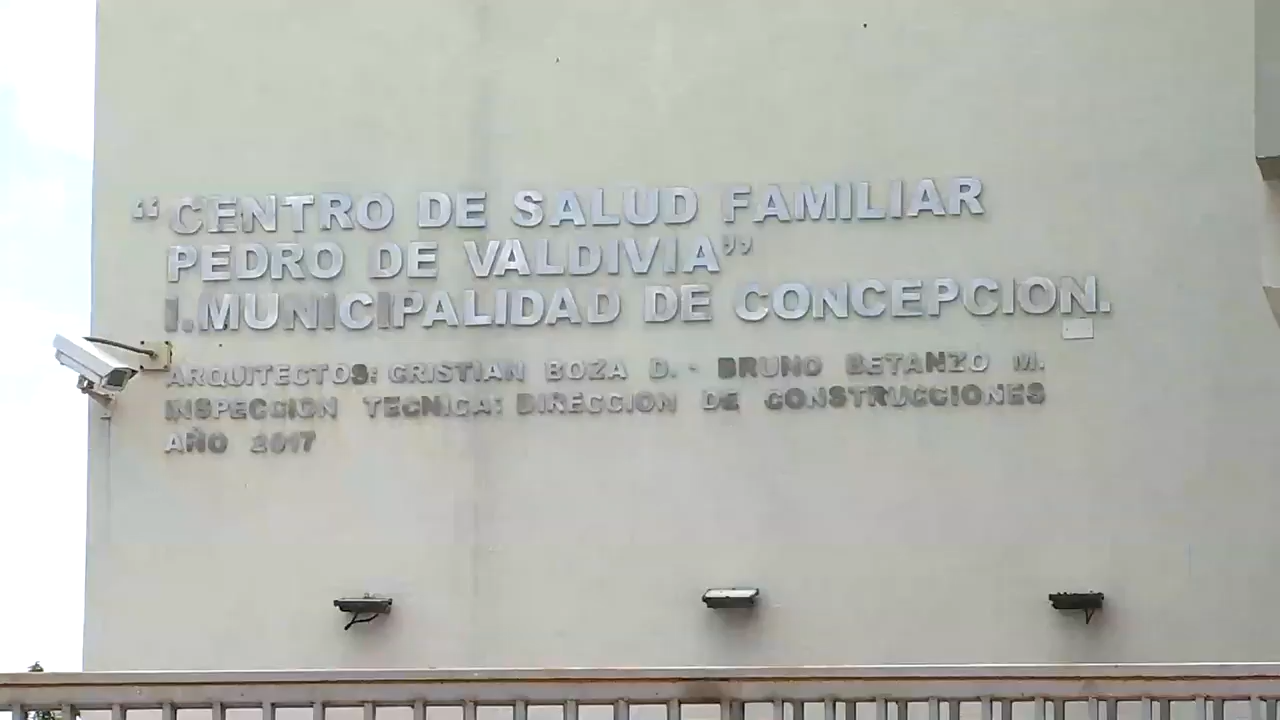 “CENTRO DE SALUD FAMILIAR
PEDRO DE VALDIVIA”
I.MUNICIPALIDAD DE CONCEPCION.
ARQUITECTOS: CRISTIAN BOZA D. - BRUNO BETANZO M.
INSPECCION TECNICA: DIRECCION DE CONSTRUCCIONES
AÑO 2017